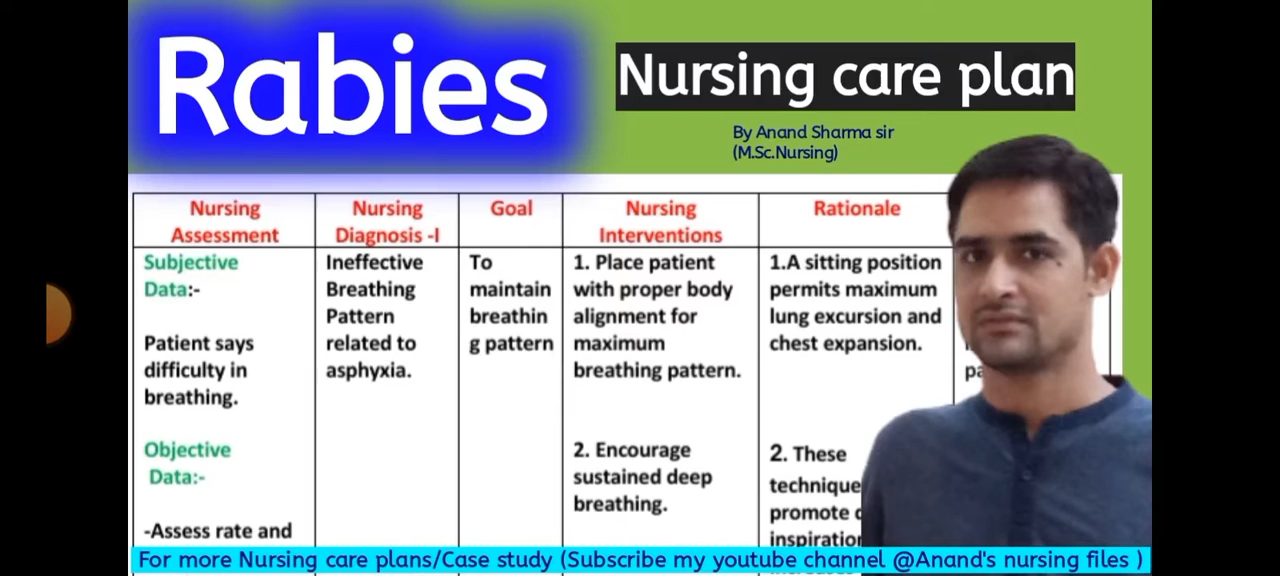 Rabies
Nursing care plan
By Anand Sharma sir
(M.Sc.Nursing)
Nursing
Assessment
Nursing
Diagnosis -I
Goal
Nursing
Interventions
Rationale
Subjective
Data:-
Patient says
difficulty in
breathing.
Objective
Data:-
-Assess rate and
Ineffective
Breathing
Pattern
related to
asphyxia.
To
maintain
breathin
g pattern
1. Place patient
with proper body
alignment for
maximum
breathing pattern.
2. Encourage
sustained deep
breathing.
1.A sitting position
permits maximum
lung excursion and
chest expansion.
2. These
technique
promote
inspiration
For more Nursing care plans/Case study (Subscribe my youtube channel @Anand's nursing files )